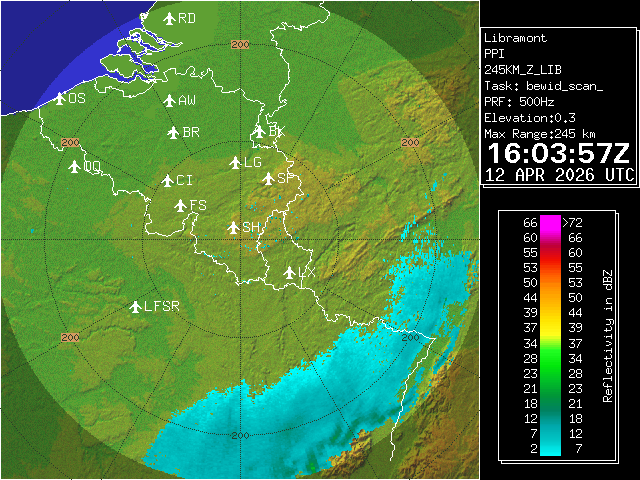 RD
200
OS
AW
BR
BK
200
200
QQ
LG
CI
SP
FS
SH
LX
LFSR
200
200
200
Libramont
PPI
245KM_Z_LIB
Task: bewid_scan_
PRF: 500Hz
Elevation:0.3
Max Range:245 km
16:03:57Z
12 APR 2026 UTC
66 >72
60 66
55 60
53 55
50 53
44 50
39 44
37 39
34 37
28 34
23 28
21 23
18 21
12 18
7 12
2 7
Reflectivity in dBZ